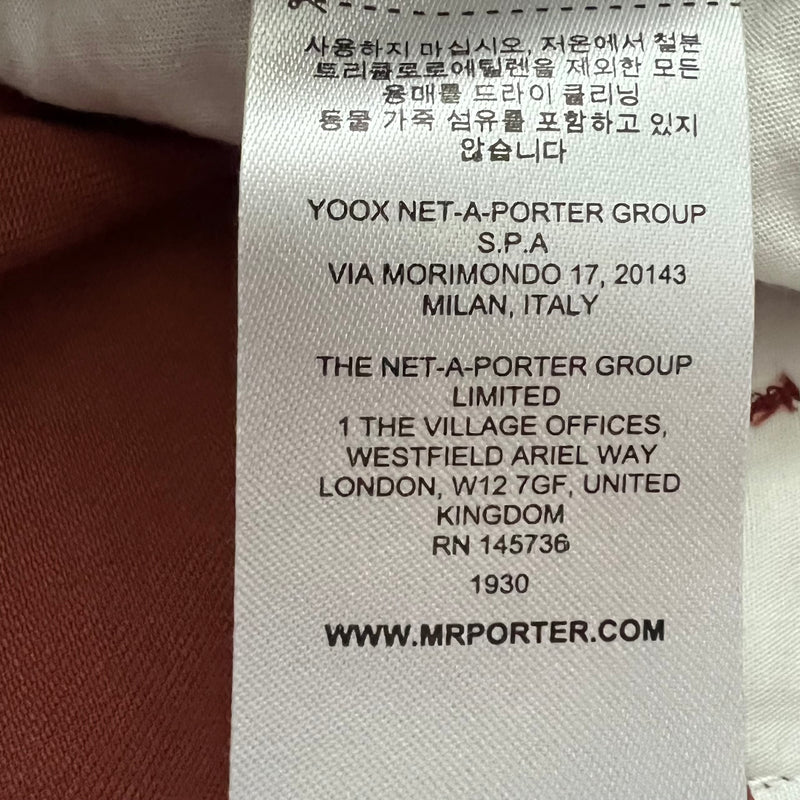 사용하지 마십시오, 저온에서 철분
트리클로로에틸렌을 제외한 모든
용매를 드라이 클리닝
동물 가죽 섬유를 포함하고 있지
않습니다
YOOX NET-A-PORTER GROUP
S.P.A
VIA MORIMONDO 17, 20143
MILAN, ITALY
THE NET-A-PORTER GROUP
LIMITED
1 THE VILLAGE OFFICES,
WESTFIELD ARIEL WAY
LONDON, W12 7GF, UNITED
KINGDOM
RN 145736
1930
WWW.MRPORTER.COM